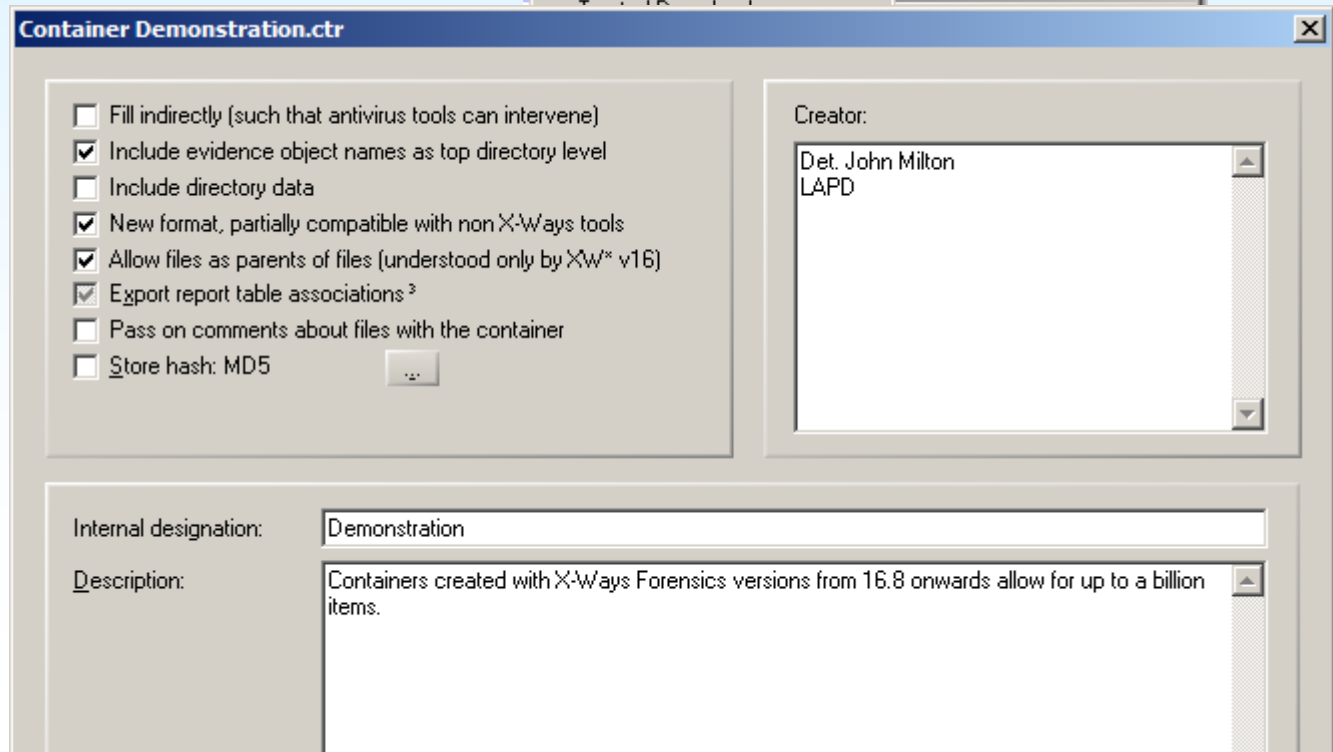 Container Demonstration.ctr
Fill indirectly (such that antivirus tools can intervene)
Include evidence object names as top directory level
Include directory data
New format, partially compatible with non X-Ways tools
Allow files as parents of files (understood only by XW* v16)
Export report table associations ³
Pass on comments about files with the container
Store hash: MD5
...
Creator:
Det. John Milton
LAPD
Internal designation:
Demonstration
Description:
Containers created with X-Ways Forensics versions from 16.8 onwards allow for up to a billion
items.